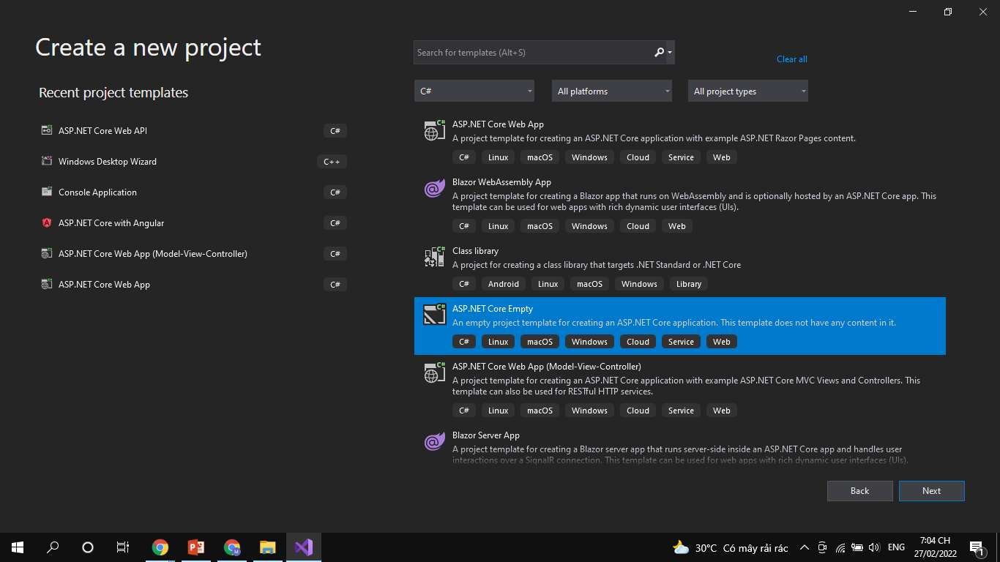 Create a new project
Recent project templates
ASP.NET Core Web API C#
Windows Desktop Wizard C++
Console Application C#
ASP.NET Core with Angular C#
ASP.NET Core Web App (Model-View-Controller) C#
ASP.NET Core Web App C#
Search for templates (Alt+S)
Clear all
C# All platforms All project types
C#
ASP.NET Core Web App
A project template for creating an ASP.NET Core application with example ASP.NET Razor Pages content.
C# Linux macOS Windows Cloud Service Web
Blazor WebAssembly App
A project template for creating a Blazor app that runs on WebAssembly and is optionally hosted by an ASP.NET Core app. This
template can be used for web apps with rich dynamic user interfaces (UIs).
C# Linux macOS Windows Cloud Web
C#
Class library
A project for creating a class library that targets .NET Standard or .NET Core
C# Android Linux macOS Windows Library
C#
ASP.NET Core Empty
An empty project template for creating an ASP.NET Core application. This template does not have any content in it.
C# Linux macOS Windows Cloud Service Web
C#
ASP.NET Core Web App (Model-View-Controller)
A project template for creating an ASP.NET Core application with example ASP.NET Core MVC Views and Controllers. This
template can also be used for RESTful HTTP services.
C# Linux macOS Windows Cloud Service Web
Blazor Server App
A project template for creating a Blazor server app that runs server-side inside an ASP.NET Core app and handles user
interactions over a SignalR connection. This template can be used for web apps with rich dynamic user interfaces (UIs).
Back Next
30°C Có mây rải rác
ENG
7:04 CH
27/02/2022
1